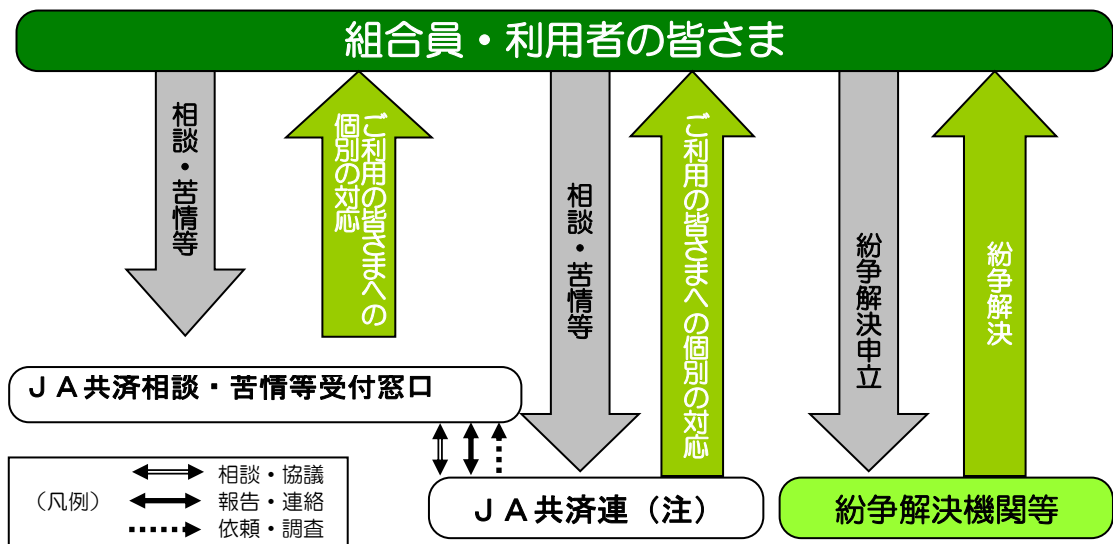 組合員・利用者の皆さま
相談・苦情等
ご利用の皆さまへの
個別の対応
相談・苦情等
ご利用の皆さまへの個別の対応
紛争解決申立
紛争解決
ＪＡ共済相談・苦情等受付窓口
（凡例）
相談・協議
報告・連絡
依頼・調査
ＪＡ共済連（注）
紛争解決機関等